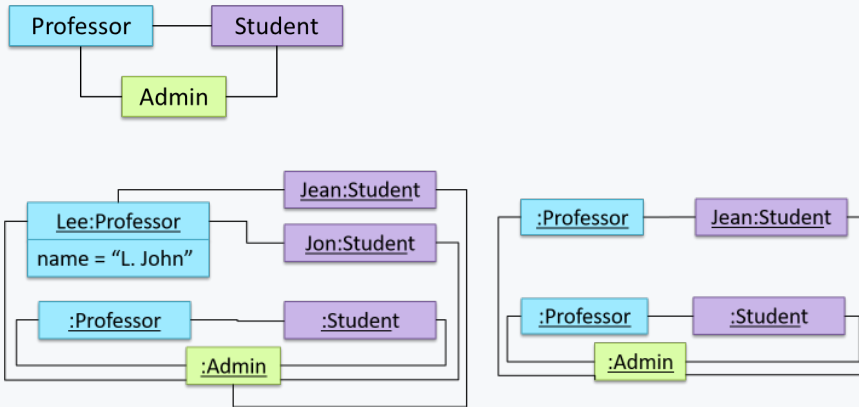 Professor
Student
Admin
Jean:Student
Lee:Professor
name = “L. John”
Jon:Student
:Professor
:Student
:Admin
:Professor
Jean:Student
:Professor
:Student
:Admin